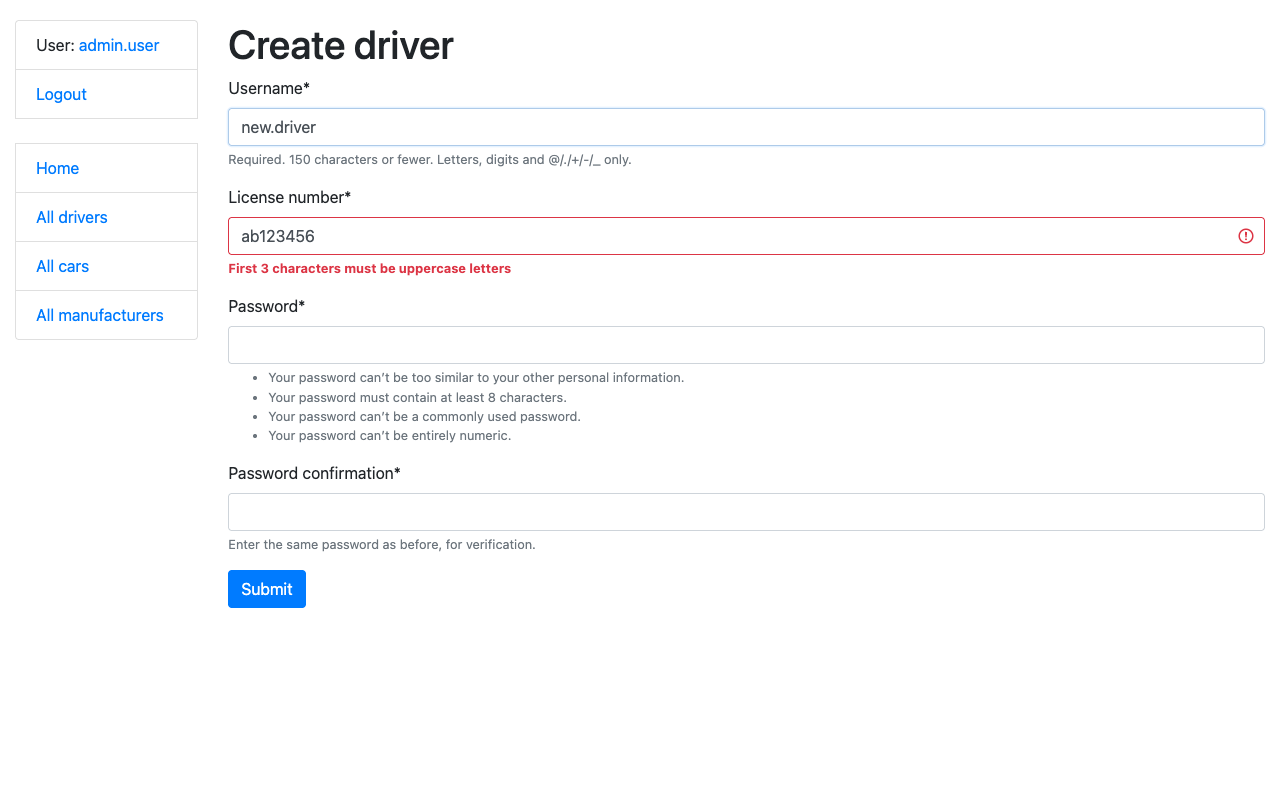 User: admin.user
Logout
Home
All drivers
All cars
All manufacturers
Create driver
Username*
new.driver
Required. 150 characters or fewer. Letters, digits and @/./+/-/_ only.
License number*
ab123456
First 3 characters must be uppercase letters
Password*
Your password can’t be too similar to your other personal information.
Your password must contain at least 8 characters.
Your password can’t be a commonly used password.
Your password can’t be entirely numeric.
Password confirmation*
Enter the same password as before, for verification.
Submit